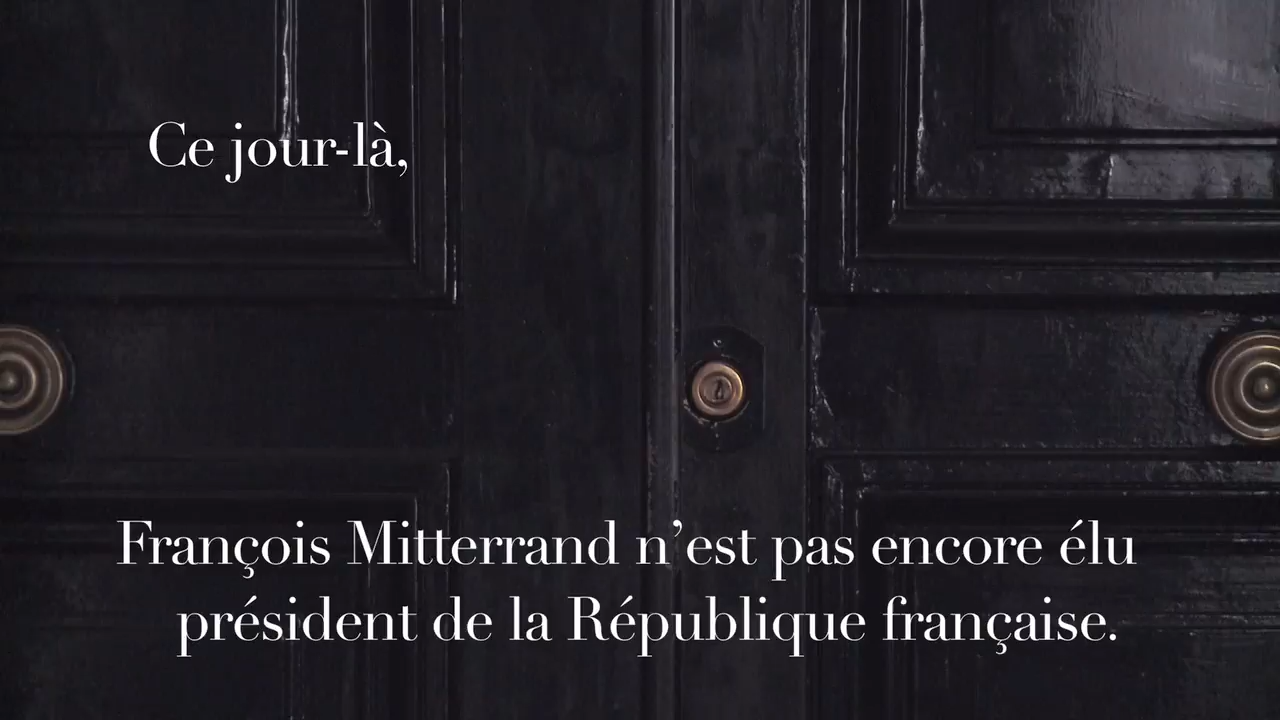 Ce jour-là,
François Mitterrand n’est pas encore élu
président de la République française.